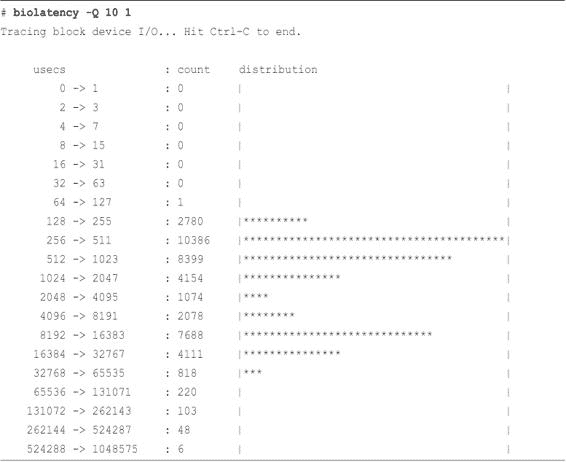 # biolatency -Q 10 1
Tracing block device I/O... Hit Ctrl-C to end.
usecs : count distribution
0 -> 1 : 0 | |
2 -> 3 : 0 | |
4 -> 7 : 0 | |
8 -> 15 : 0 | |
16 -> 31 : 0 | |
32 -> 63 : 0 | |
64 -> 127 : 1 | |
128 -> 255 : 2780 |********** |
256 -> 511 : 10386 |****************************************|
512 -> 1023 : 8399 |******************************** |
1024 -> 2047 : 4154 |*************** |
2048 -> 4095 : 1074 |**** |
4096 -> 8191 : 2078 |******** |
8192 -> 16383 : 7688 |***************************** |
16384 -> 32767 : 4111 |*************** |
32768 -> 65535 : 818 |*** |
65536 -> 131071 : 220 | |
131072 -> 262143 : 103 | |
262144 -> 524287 : 48 | |
524288 -> 1048575 : 6 | |